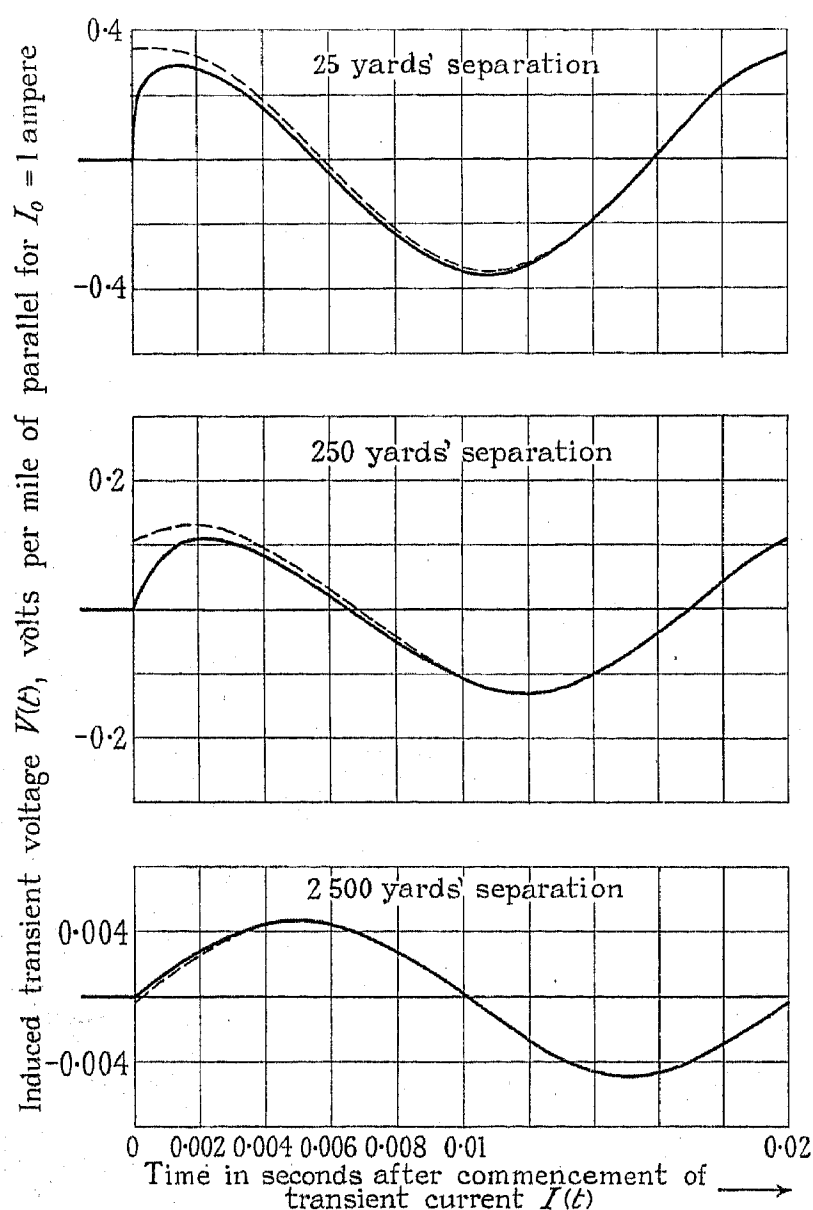 Induced transient voltage V(t), volts per mile of parallel for I₀ = 1 ampere
0·4
25 yards' separation
-0·4
250 yards' separation
0·2
-0·2
2 500 yards' separation
0·004
-0·004
0 0·002 0·004 0·006 0·008 0·01 0·02
Time in seconds after commencement of
transient current I(t)